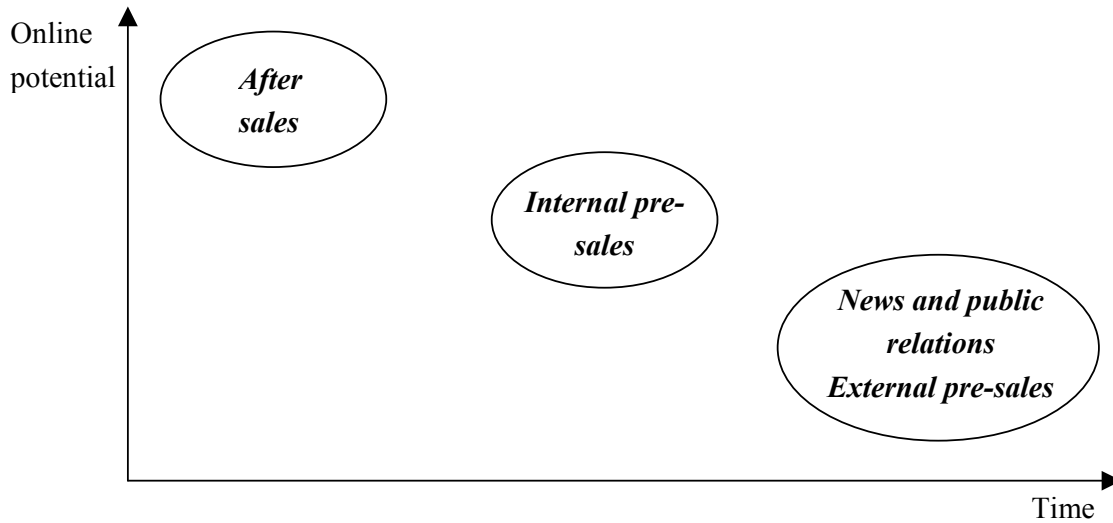 Online
potential
After
sales
Internal pre-
sales
News and public
relations
External pre-sales
Time